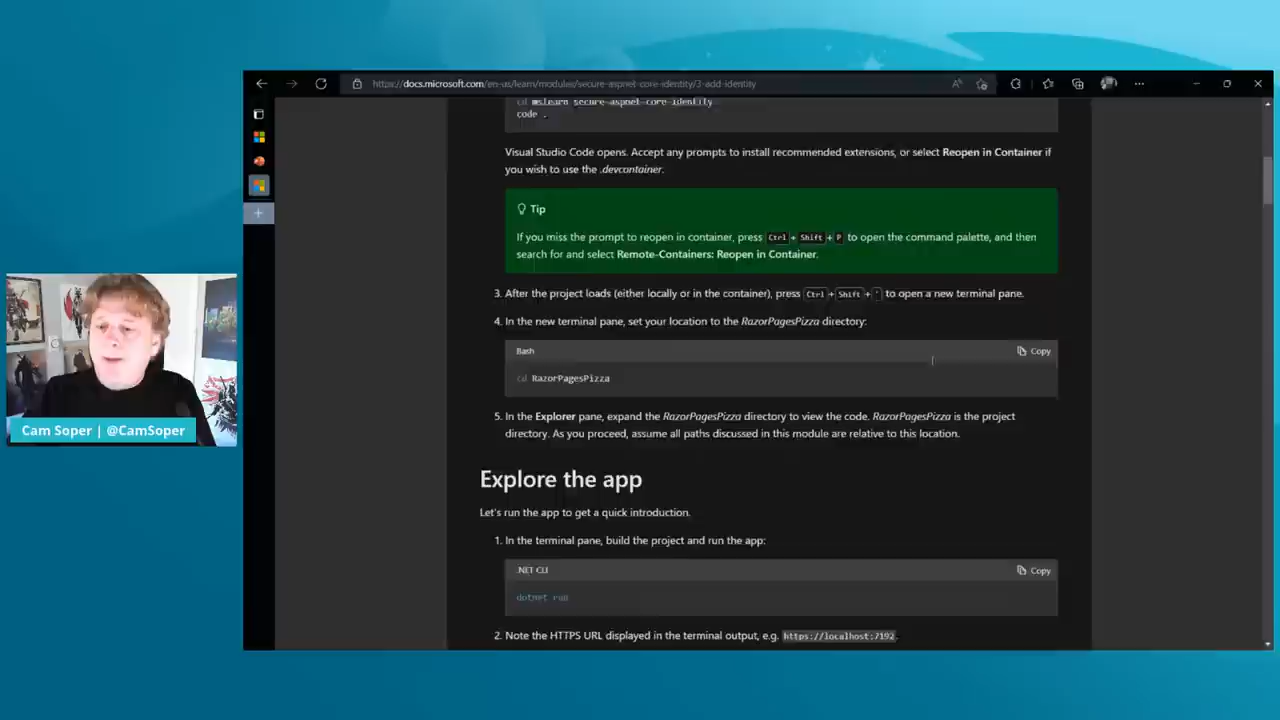 https://docs.microsoft.com/en-us/learn/modules/secure-aspnet-core-identity/3-add-identity
cd mslearn-secure-aspnet-core-identity
code .
Visual Studio Code opens. Accept any prompts to install recommended extensions, or select Reopen in Container if
you wish to use the .devcontainer.
Tip
If you miss the prompt to reopen in container, press Ctrl + Shift + P to open the command palette, and then
search for and select Remote-Containers: Reopen in Container.
3. After the project loads (either locally or in the container), press Ctrl + Shift + ` to open a new terminal pane.
4. In the new terminal pane, set your location to the RazorPagesPizza directory:
Bash Copy
cd RazorPagesPizza
5. In the Explorer pane, expand the RazorPagesPizza directory to view the code. RazorPagesPizza is the project
directory. As you proceed, assume all paths discussed in this module are relative to this location.
Explore the app
Let's run the app to get a quick introduction.
1. In the terminal pane, build the project and run the app:
.NET CLI Copy
dotnet run
2. Note the HTTPS URL displayed in the terminal output, e.g. https://localhost:7192.
Cam Soper | @CamSoper